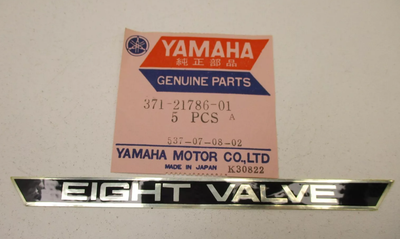 YAMAHA
純正部品
GENUINE PARTS
371-21786-01
5 PCS A
537-07-08-02
YAMAHA MOTOR CO.,LTD
MADE IN JAPAN K30822
EIGHT VALVE